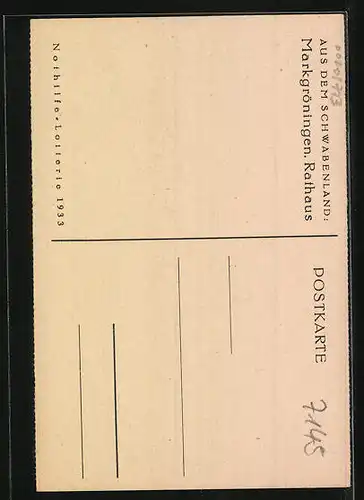 AUS DEM SCHWABENLAND:
Markgröningen. Rathaus
Nothilfe-Lotterie 1933
POSTKARTE
7145